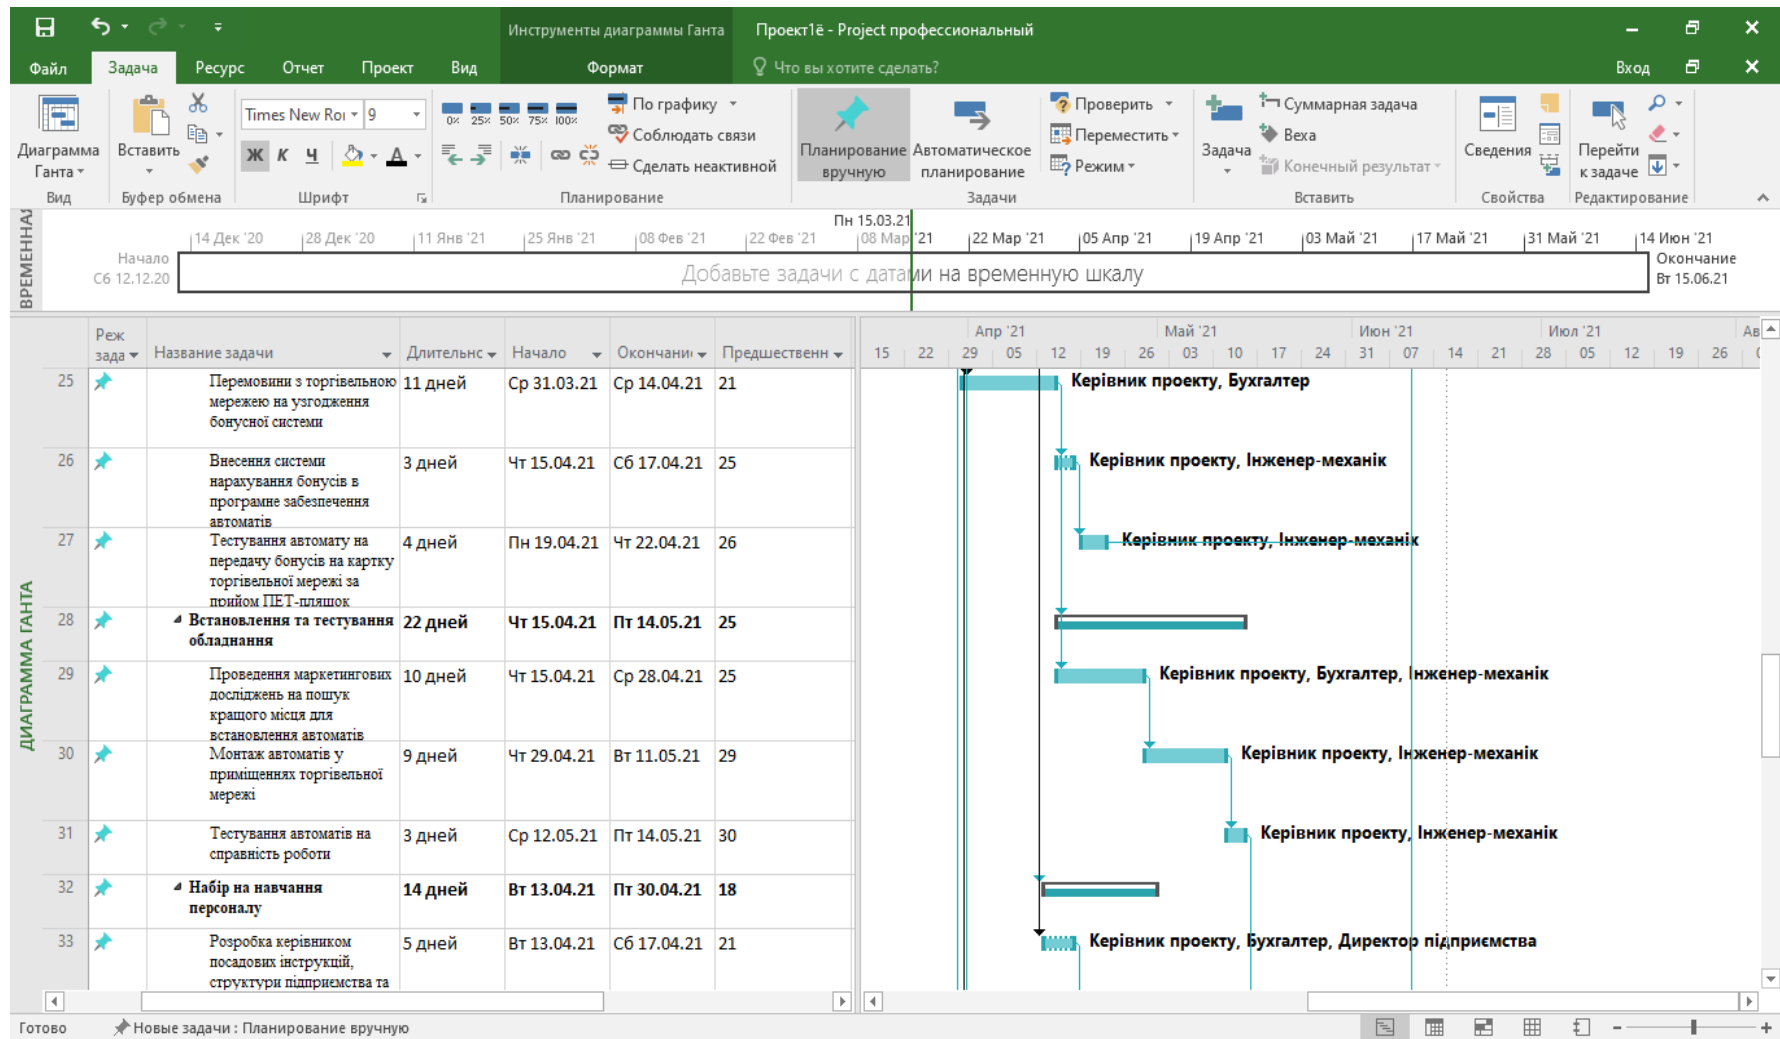 Инструменты диаграммы Ганта
Проект1ё - Project профессиональный
Файл Задача Ресурс Отчет Проект Вид Формат Что вы хотите сделать? Вход
Диаграмма Ганта
Вид
Вставить
Буфер обмена
Times New Roi 9
Ж К Ч А
Шрифт
0% 25% 50% 75% 100%
По графику
Соблюдать связи
Сделать неактивной
Планирование
Планирование вручную
Автоматическое планирование
Проверить
Переместить
Режим
Задачи
Задача
Суммарная задача
Веха
Конечный результат
Вставить
Сведения
Свойства
Перейти к задаче
Редактирование
ВРЕМЕННАЯ
Пн 15.03.21
14 Дек '20 28 Дек '20 11 Янв '21 25 Янв '21 08 Фев '21 22 Фев '21 08 Мар '21 22 Мар '21 05 Апр '21 19 Апр '21 03 Май '21 17 Май '21 31 Май '21 14 Июн '21
Начало
Сб 12.12.20
Добавьте задачи с датами на временную шкалу
Окончание
Вт 15.06.21
ДИАГРАММА ГАНТА
Реж зада Название задачи Длительнс Начало Окончани Предшественн
Апр '21 Май '21 Июн '21 Июл '21 Ав
15 22 29 05 12 19 26 03 10 17 24 31 07 14 21 28 05 12 19 26
25 Перемовини з торгівельною 11 дней Ср 31.03.21 Ср 14.04.21 21 Керівник проекту, Бухгалтер
мережею на узгодження
бонусної системи
26 Внесення системи 3 дней Чт 15.04.21 Сб 17.04.21 25 Керівник проекту, Інженер-механік
нарахування бонусів в
програмне забезпечення
автоматів
27 Тестування автомату на 4 дней Пн 19.04.21 Чт 22.04.21 26 Керівник проекту, Інженер-механік
передачу бонусів на картку
торгівельної мережі за
прийом ПЕТ-пляшок
28 Встановлення та тестування 22 дней Чт 15.04.21 Пт 14.05.21 25
обладнання
29 Проведення маркетингових 10 дней Чт 15.04.21 Ср 28.04.21 25 Керівник проекту, Бухгалтер, Інженер-механік
досліджень на пошук
кращого місця для
встановлення автоматів
30 Монтаж автоматів у 9 дней Чт 29.04.21 Вт 11.05.21 29 Керівник проекту, Інженер-механік
приміщеннях торгівельної
мережі
31 Тестування автоматів на 3 дней Ср 12.05.21 Пт 14.05.21 30 Керівник проекту, Інженер-механік
справність роботи
32 Набір на навчання 14 дней Вт 13.04.21 Пт 30.04.21 18
персоналу
33 Розробка керівником 5 дней Вт 13.04.21 Сб 17.04.21 21 Керівник проекту, Бухгалтер, Директор підприємства
посадових інструкцій,
структури підприємства та
Готово Новые задачи : Планирование вручную